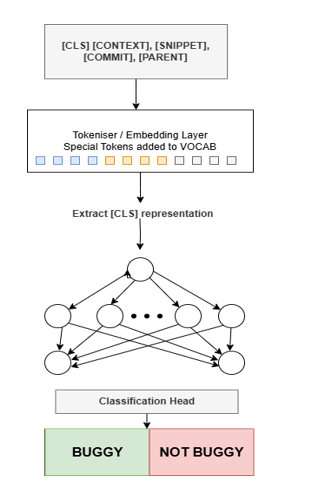 [CLS] [CONTEXT], [SNIPPET],
[COMMIT], [PARENT]
Tokeniser / Embedding Layer
Special Tokens added to VOCAB
Extract [CLS] representation
Classification Head
BUGGY
NOT BUGGY